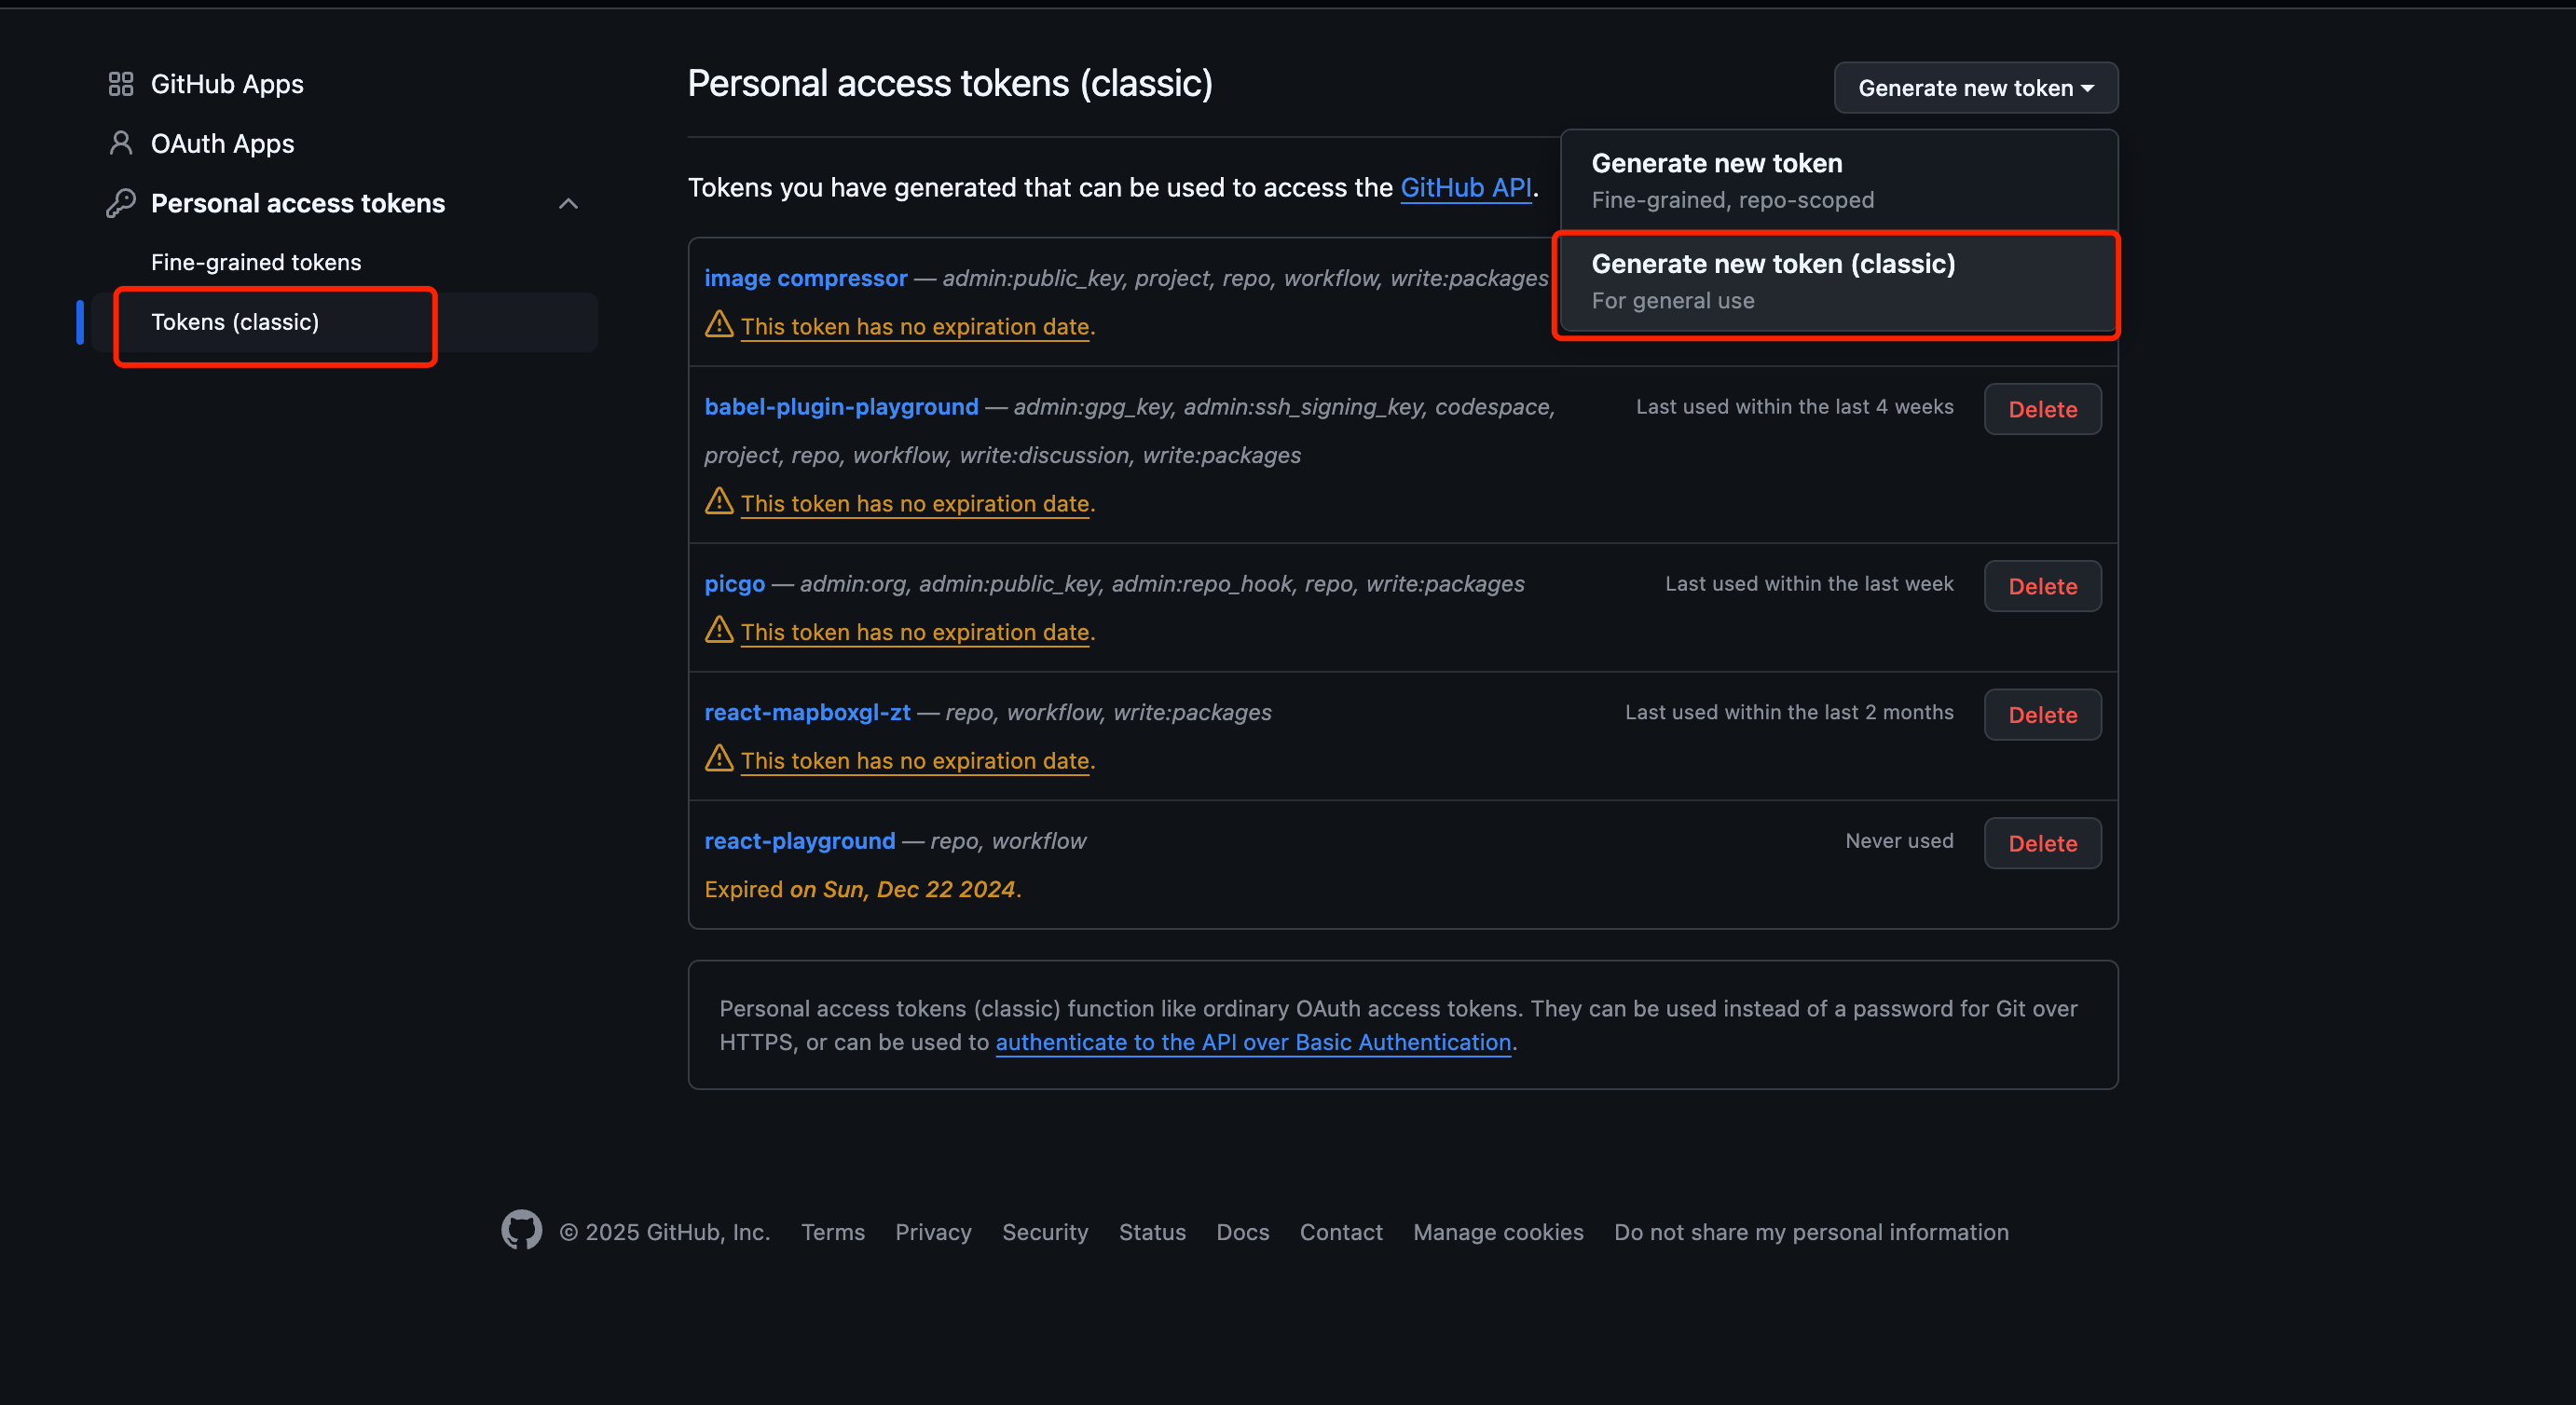 GitHub Apps
OAuth Apps
Personal access tokens
Fine-grained tokens
Tokens (classic)
Personal access tokens (classic)
Generate new token
Generate new token
Fine-grained, repo-scoped
Generate new token (classic)
For general use
Tokens you have generated that can be used to access the GitHub API.
image compressor — admin:public_key, project, repo, workflow, write:packages
This token has no expiration date.
babel-plugin-playground — admin:gpg_key, admin:ssh_signing_key, codespace,
project, repo, workflow, write:discussion, write:packages
Last used within the last 4 weeks
Delete
This token has no expiration date.
picgo — admin:org, admin:public_key, admin:repo_hook, repo, write:packages
Last used within the last week
Delete
This token has no expiration date.
react-mapboxgl-zt — repo, workflow, write:packages
Last used within the last 2 months
Delete
This token has no expiration date.
react-playground — repo, workflow
Never used
Delete
Expired on Sun, Dec 22 2024.
Personal access tokens (classic) function like ordinary OAuth access tokens. They can be used instead of a password for Git over
HTTPS, or can be used to authenticate to the API over Basic Authentication.
© 2025 GitHub, Inc. Terms Privacy Security Status Docs Contact Manage cookies Do not share my personal information